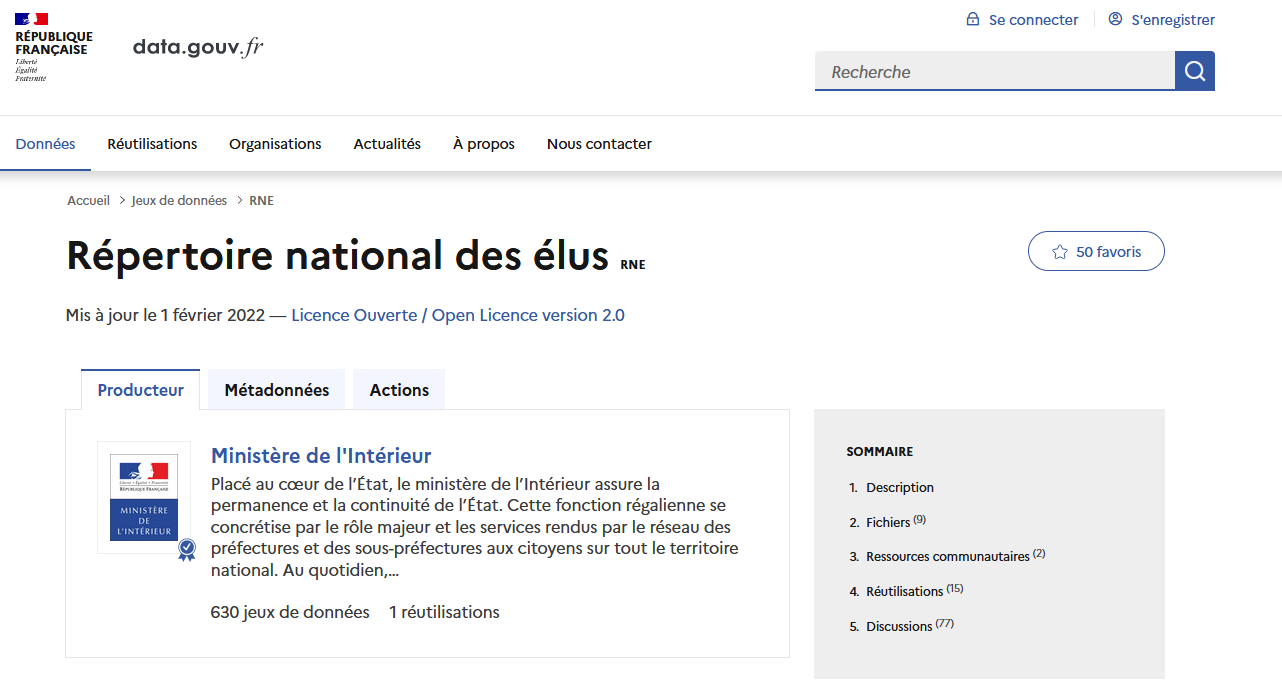 RÉPUBLIQUE
FRANÇAISE
Liberté
Égalité
Fraternité
data.gouv.fr
Se connecter
S'enregistrer
Recherche
Données
Réutilisations
Organisations
Actualités
À propos
Nous contacter
Accueil > Jeux de données > RNE
Répertoire national des élus RNE
50 favoris
Mis à jour le 1 février 2022 — Licence Ouverte / Open Licence version 2.0
Producteur
Métadonnées
Actions
Liberté • Égalité • Fraternité
RÉPUBLIQUE FRANÇAISE
MINISTÈRE
DE
L'INTÉRIEUR
Ministère de l'Intérieur
Placé au cœur de l’État, le ministère de l’Intérieur assure la
permanence et la continuité de l’État. Cette fonction régalienne se
concrétise par le rôle majeur et les services rendus par le réseau des
préfectures et des sous-préfectures aux citoyens sur tout le territoire
national. Au quotidien,...
630 jeux de données 1 réutilisations
SOMMAIRE
1. Description
2. Fichiers (9)
3. Ressources communautaires (2)
4. Réutilisations (15)
5. Discussions (77)